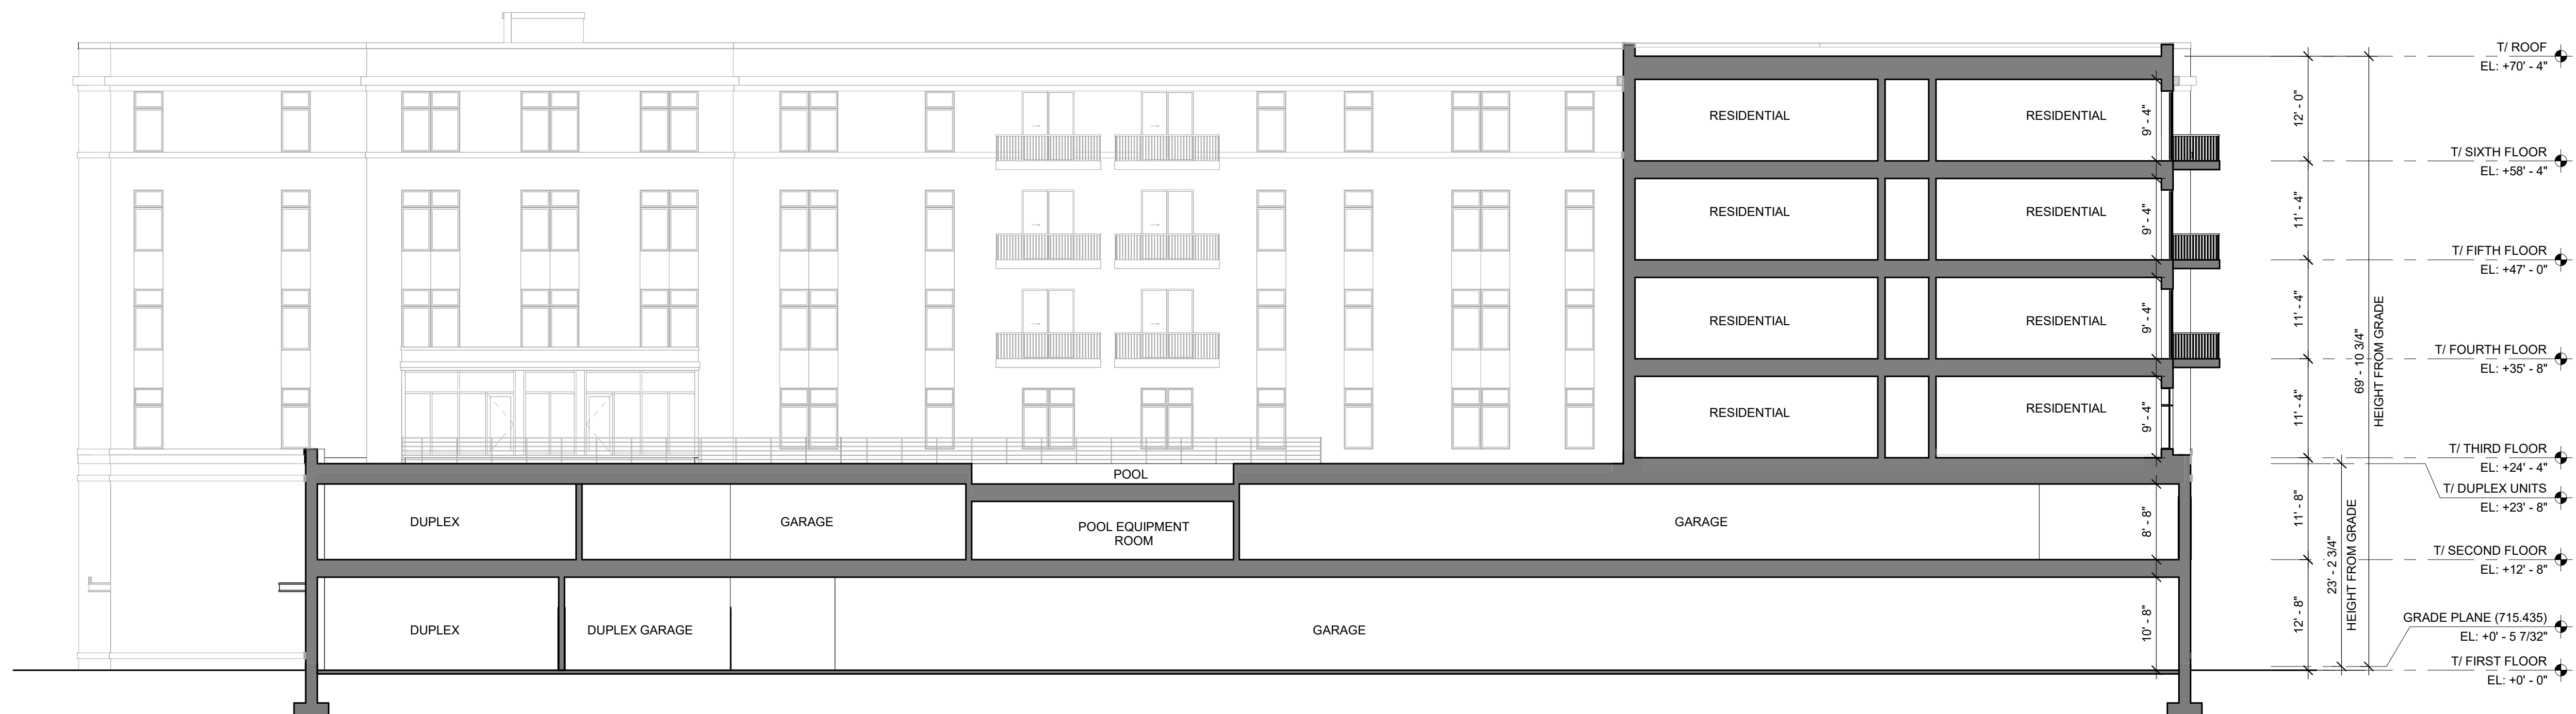 T/ ROOF
EL: +70' - 4"
12' - 0"
RESIDENTIAL
RESIDENTIAL
9' - 4"
T/ SIXTH FLOOR
EL: +58' - 4"
11' - 4"
RESIDENTIAL
RESIDENTIAL
9' - 4"
T/ FIFTH FLOOR
EL: +47' - 0"
11' - 4"
RESIDENTIAL
RESIDENTIAL
9' - 4"
69' - 10 3/4"
HEIGHT FROM GRADE
T/ FOURTH FLOOR
EL: +35' - 8"
11' - 4"
RESIDENTIAL
RESIDENTIAL
9' - 4"
T/ THIRD FLOOR
EL: +24' - 4"
POOL
T/ DUPLEX UNITS
EL: +23' - 8"
11' - 8"
DUPLEX
GARAGE
POOL EQUIPMENT
ROOM
GARAGE
8' - 8"
T/ SECOND FLOOR
EL: +12' - 8"
23' - 2 3/4"
HEIGHT FROM GRADE
12' - 8"
DUPLEX
DUPLEX GARAGE
GARAGE
10' - 8"
GRADE PLANE (715.435)
EL: +0' - 5 7/32"
T/ FIRST FLOOR
EL: +0' - 0"